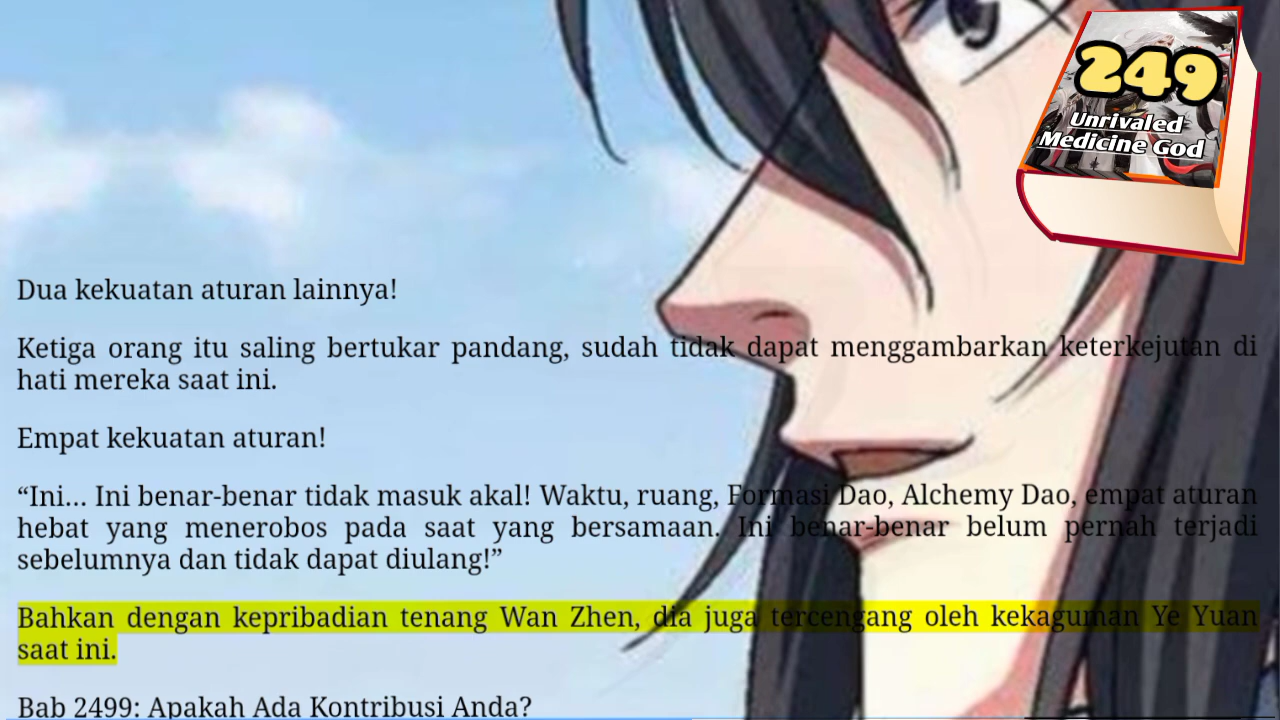 249
Unrivaled
Medicine God
Dua kekuatan aturan lainnya!
Ketiga orang itu saling bertukar pandang, sudah tidak dapat menggambarkan keterkejutan di
hati mereka saat ini.
Empat kekuatan aturan!
“Ini... Ini benar-benar tidak masuk akal! Waktu, ruang, Formasi Dao, Alchemy Dao, empat aturan
hebat yang menerobos pada saat yang bersamaan. Ini benar-benar belum pernah terjadi
sebelumnya dan tidak dapat diulang!”
Bahkan dengan kepribadian tenang Wan Zhen, dia juga tercengang oleh kekaguman Ye Yuan
saat ini.
Bab 2499: Apakah Ada Kontribusi Anda?